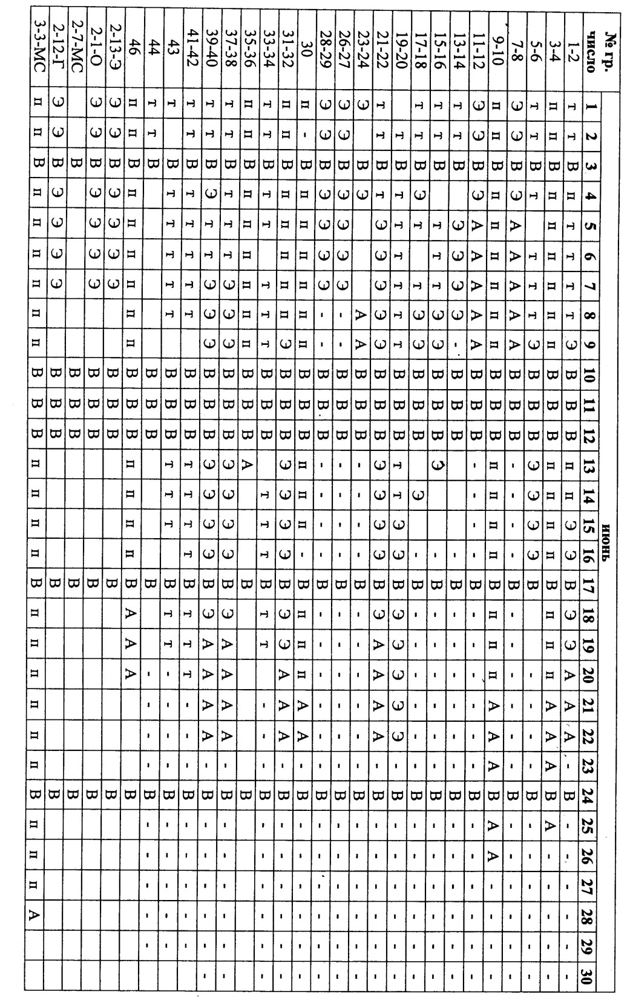 № гр. июнь
число 1 2 3 4 5 6 7 8 9 10 11 12 13 14 15 16 17 18 19 20 21 22 23 24 25 26 27 28 29 30
1-2 т т В п т т т т Э В В В п п Э Э В Э Э А А А - В - - - - - -
3-4 п п В п п п п п п В В В п п п п В п п п А А А В А - - - - -
5-6 т т В т т т т Э В В В Э Э Э Э В - - - - В - - - - - -
7-8 Э Э В Э А А А А А В В В - - - - В - - - - - - В - - - - - -
9-10 п п В п п п п п п В В В п п п п В п п п А А А В А А - - - -
11-12 Э Э В Э А А А А А В В В - - - - В - - - - - - В - - - - - -
13-14 т т В Э Э Э Э - В В В - В - - - - - - В - - - - - -
15-16 т т В т т т Э Э В В В Э - В - - - - - - В - - - - - -
17-18 т т В Э т т Э Э В В В Э - В - - - - - - В - - - - - -
19-20 т В т т т т т т В В В т т Э Э В Э Э Э Э Э - В - - - - - -
21-22 т т В т Э Э Э Э Э В В В Э Э Э Э В Э А А А А - В - - - - - -
23-24 Э В Э А А В В В - - - - В - - - - - - В - - - - - -
26-27 Э Э В Э Э Э Э - - В В В - - - - В - - - - - - В - - - - - -
28-29 Э Э В Э Э Э Э - - В В В - - - - В - - - - - - В - - - - - -
30 п - В п п п п п п В В В п п п - В п п п А А - В - - - - - -
31-32 п п В п п п п п Э В В В Э Э Э Э В Э Э А А А - В - - - - - -
33-34 т т В т т т т т В В В т т т В т т - - - В - - - - - -
35-36 п п В п п п п п п В В В А В В
37-38 т т В т т т Э Э Э В В В Э Э Э Э В Э А А А А - В - - - - - -
39-40 т т В Э т т Э Э Э В В В Э Э Э Э В Э А А А А - В - - - - - -
41-42 т т В т т т т т В В В т т т т В т т т - - - В - - - - -
43 т В т т т т т В В В т т т В т т - - - - В - - - - -
44 т т В В В В В - - - - В - - - - -
46 п п В п п п п п п В В В п п п п В А А А В
2-13-Э Э Э В Э Э Э Э В В В В В
2-1-О Э Э В Э Э Э Э В В В В В
2-7-МС В В В В В В
2-12-Г Э Э В Э Э Э Э В В В В В
3-3-МС п п В п п п п п п В В В п п п п В п п п п п п В п п п А